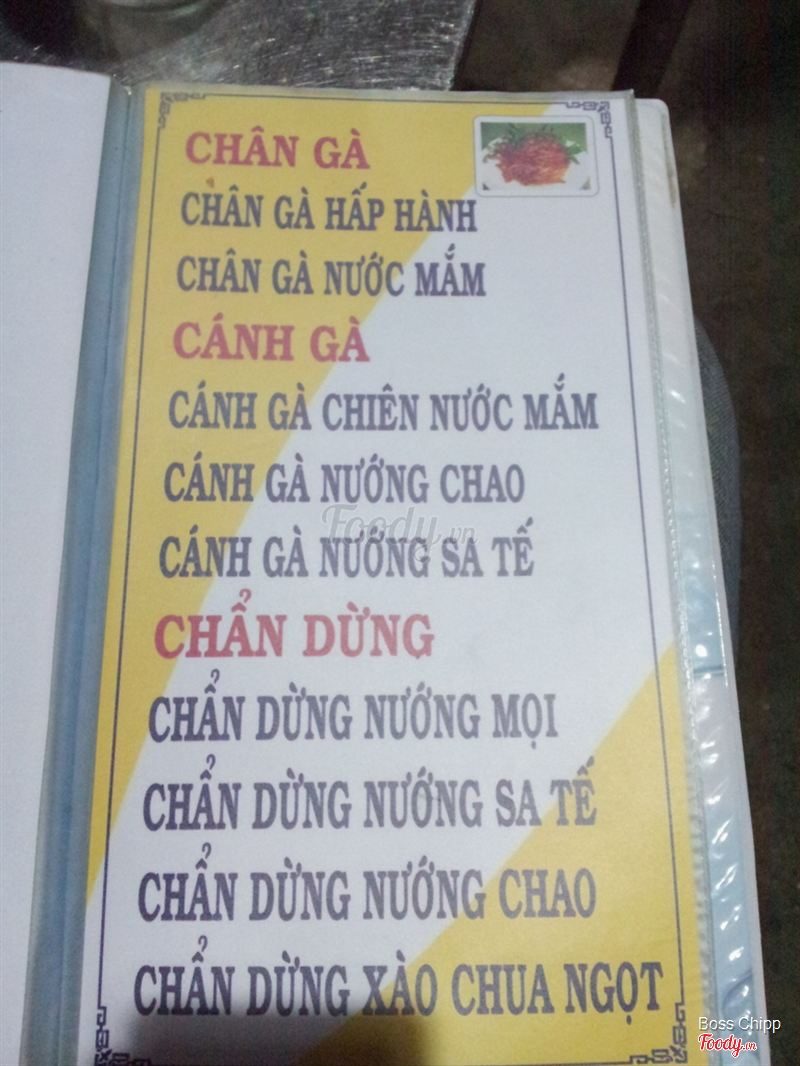 CHÂN GÀ
CHÂN GÀ HẤP HÀNH
CHÂN GÀ NƯỚC MẮM
CÁNH GÀ
CÁNH GÀ CHIÊN NƯỚC MẮM
CÁNH GÀ NƯỚNG CHAO
Foody.vn
CÁNH GÀ NƯỚNG SA TẾ
CHẨN DỪNG
CHẨN DỪNG NƯỚNG MỌI
CHẨN DỪNG NƯỚNG SA TẾ
CHẨN DỪNG NƯỚNG CHAO
CHẨN DỪNG XÀO CHUA NGỌT
Boss Chipp
Foody.vn